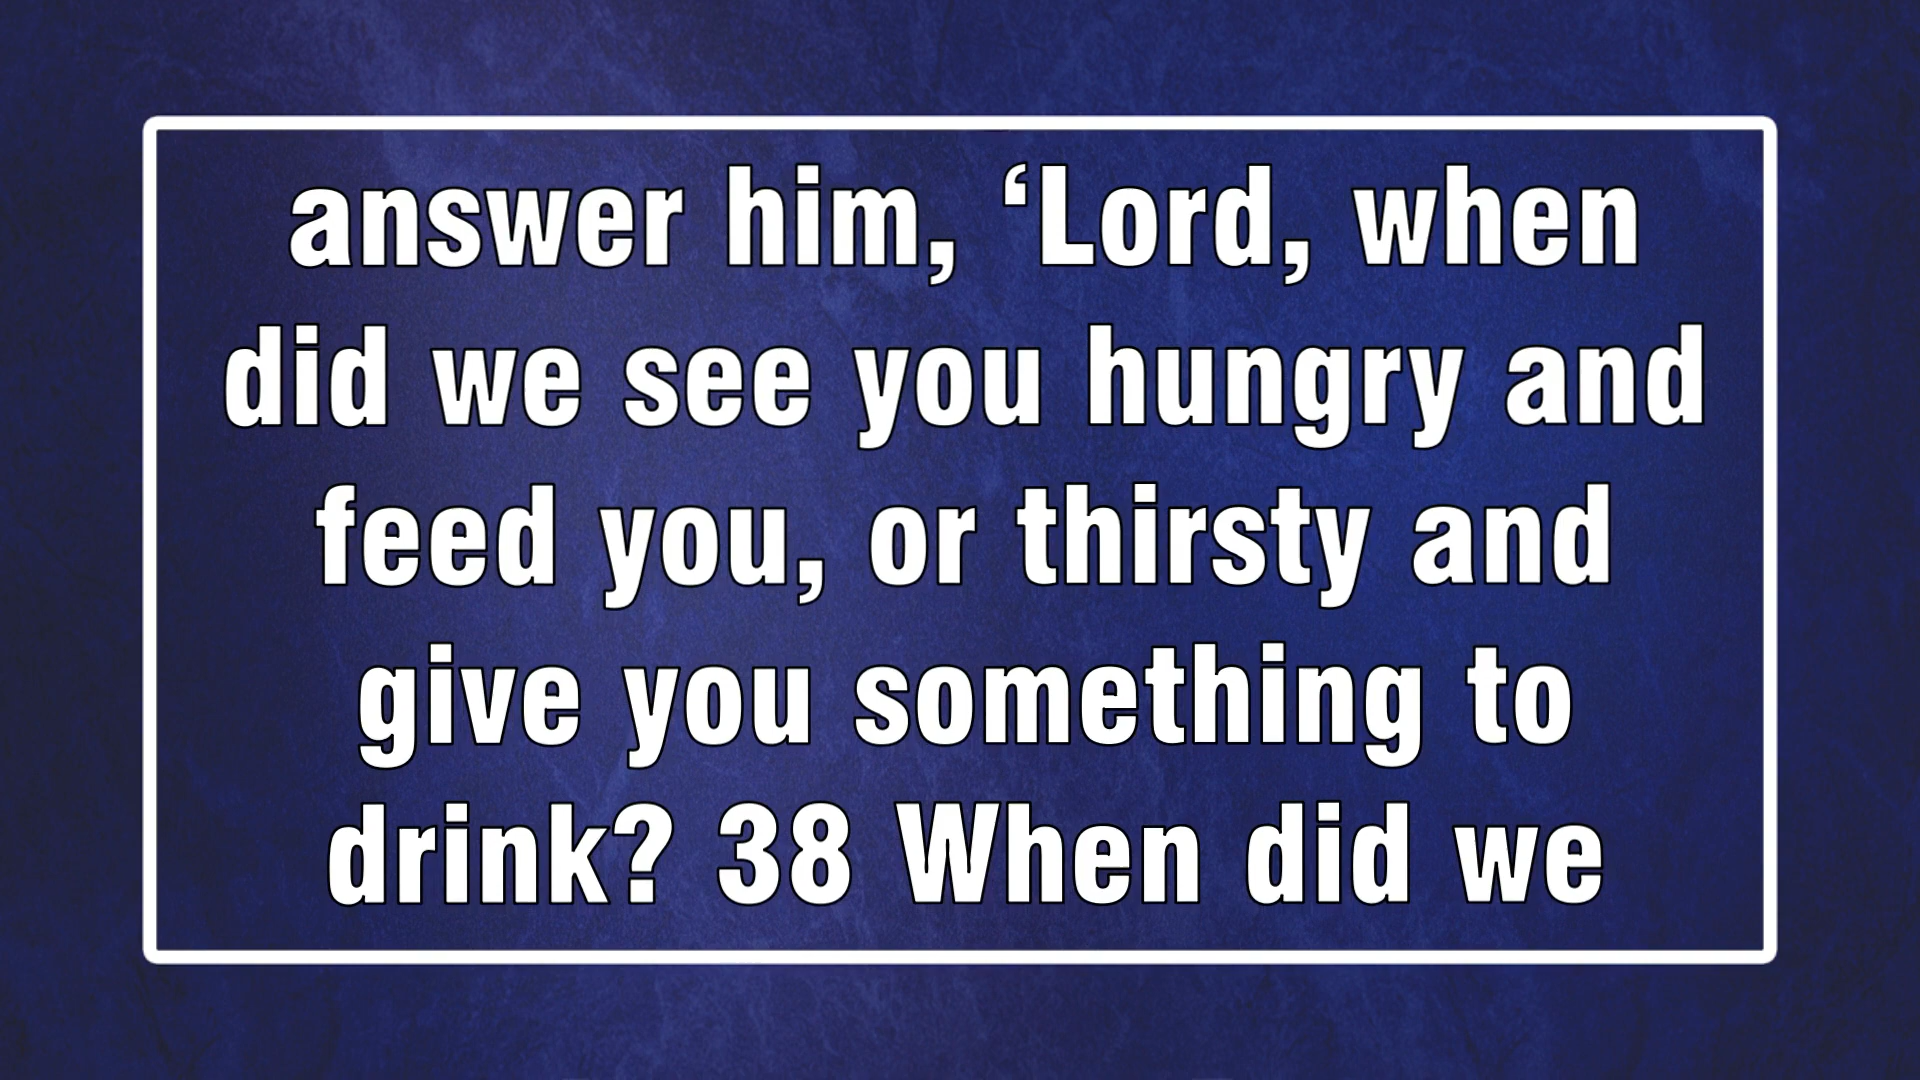 answer him, ‘Lord, when
did we see you hungry and
feed you, or thirsty and
give you something to
drink? 38 When did we